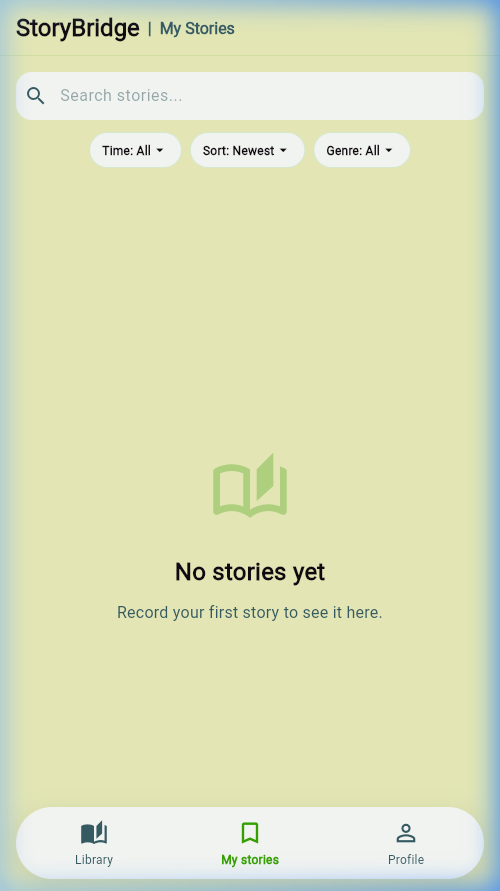 StoryBridge | My Stories
Search stories...
Time: All
Sort: Newest
Genre: All
No stories yet
Record your first story to see it here.
Library
My stories
Profile